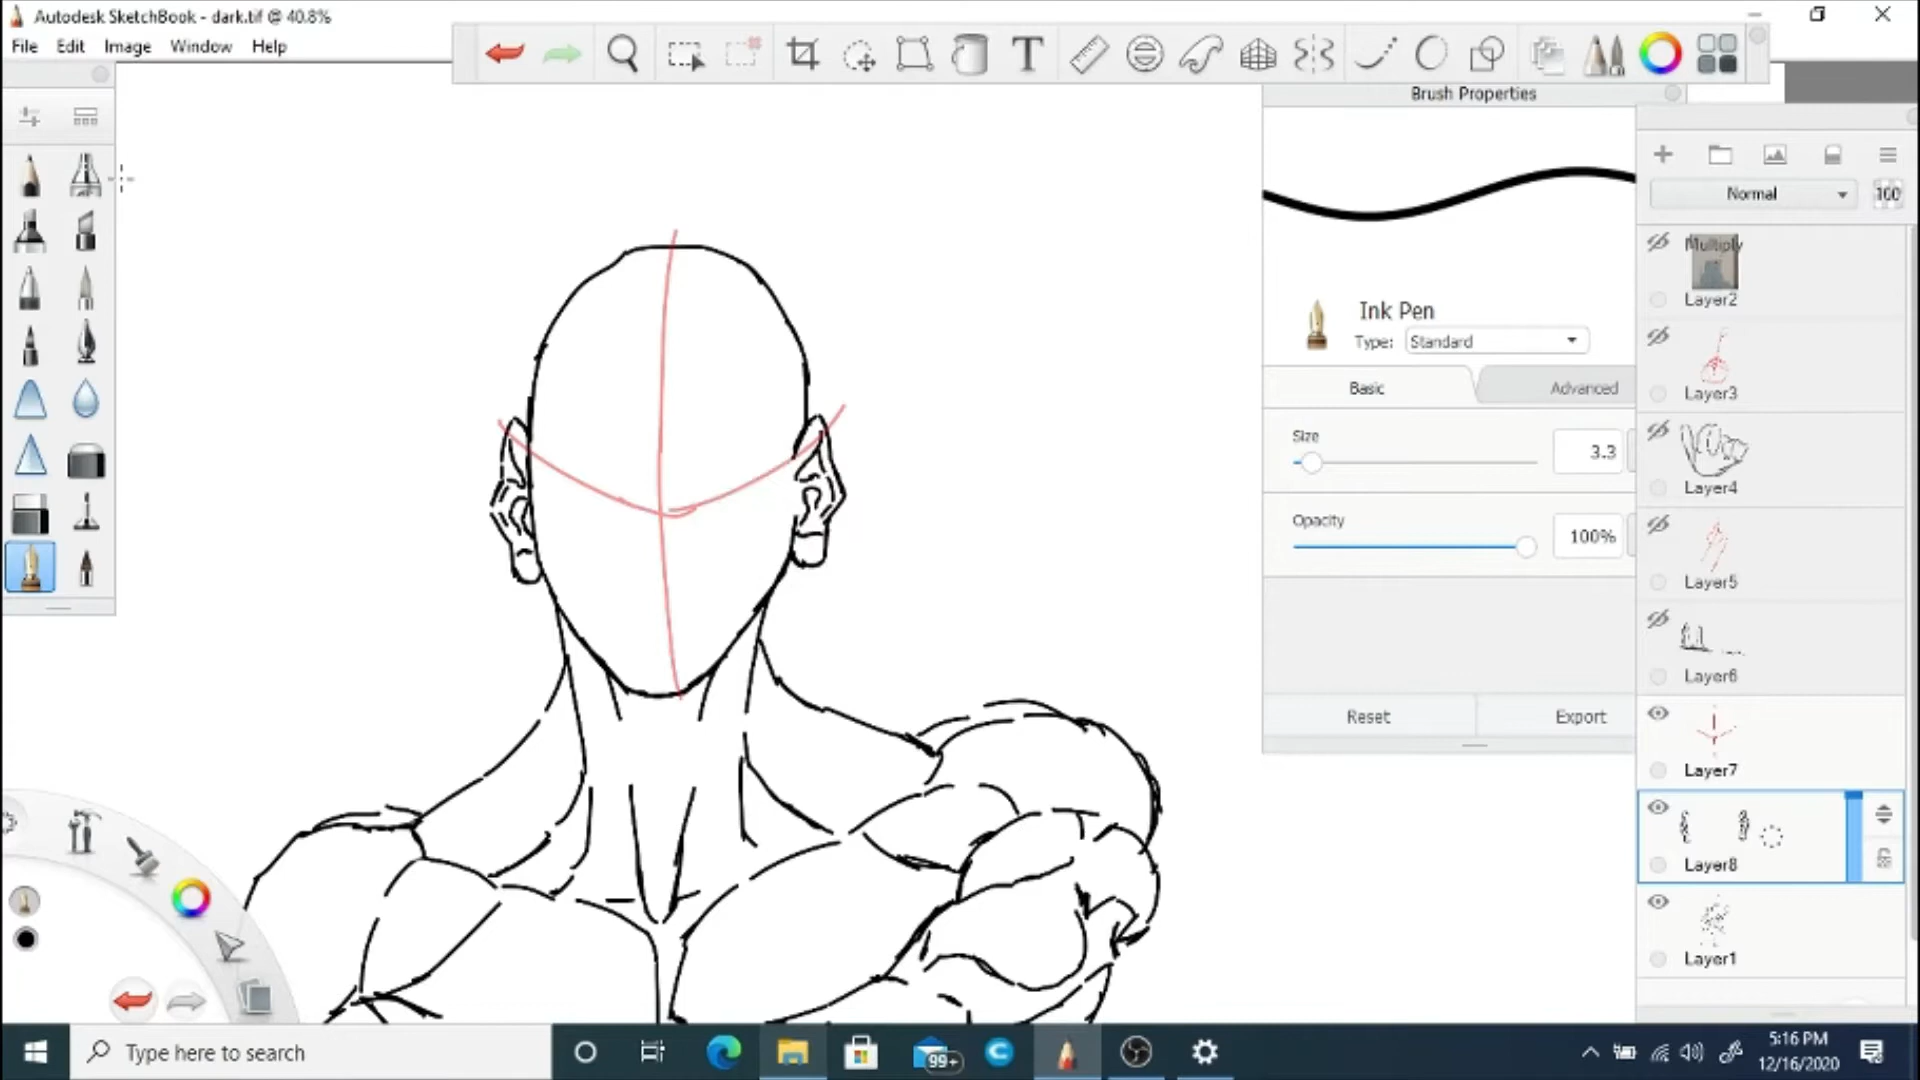 Autodesk SketchBook - dark.tif @ 40.8%
File Edit Image Window Help
T
Brush Properties
Normal 100
Multiply
Layer2
Ink Pen
Type: Standard
Layer3
Basic Advanced
Size
3.3
Layer4
Opacity
100%
Layer5
Layer6
Reset Export
Layer7
Layer8
Layer1
Type here to search
99+
5:16 PM
12/16/2020